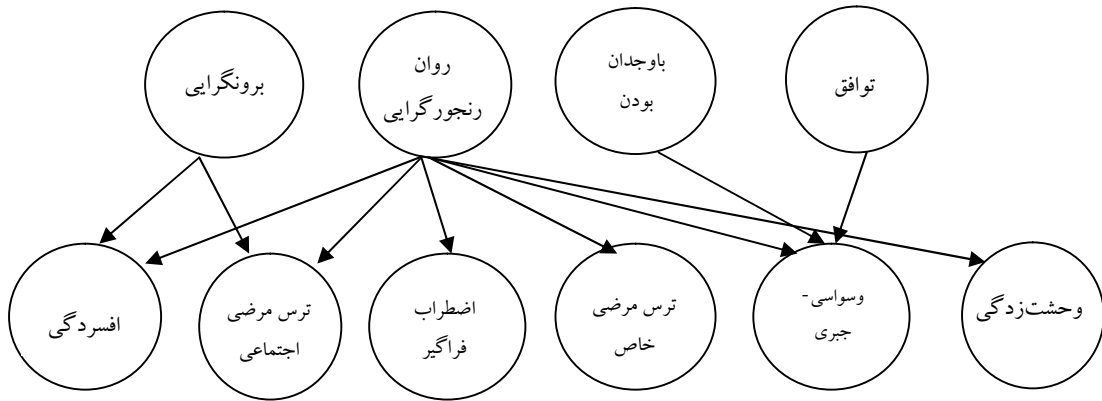 توافق
باوجدان
بودن
روان
رنجورگرایی
برونگرایی
وحشت‌زدگی
وسواسی-
جبری
ترس مرضی
خاص
اضطراب
فراگیر
ترس مرضی
اجتماعی
افسردگی